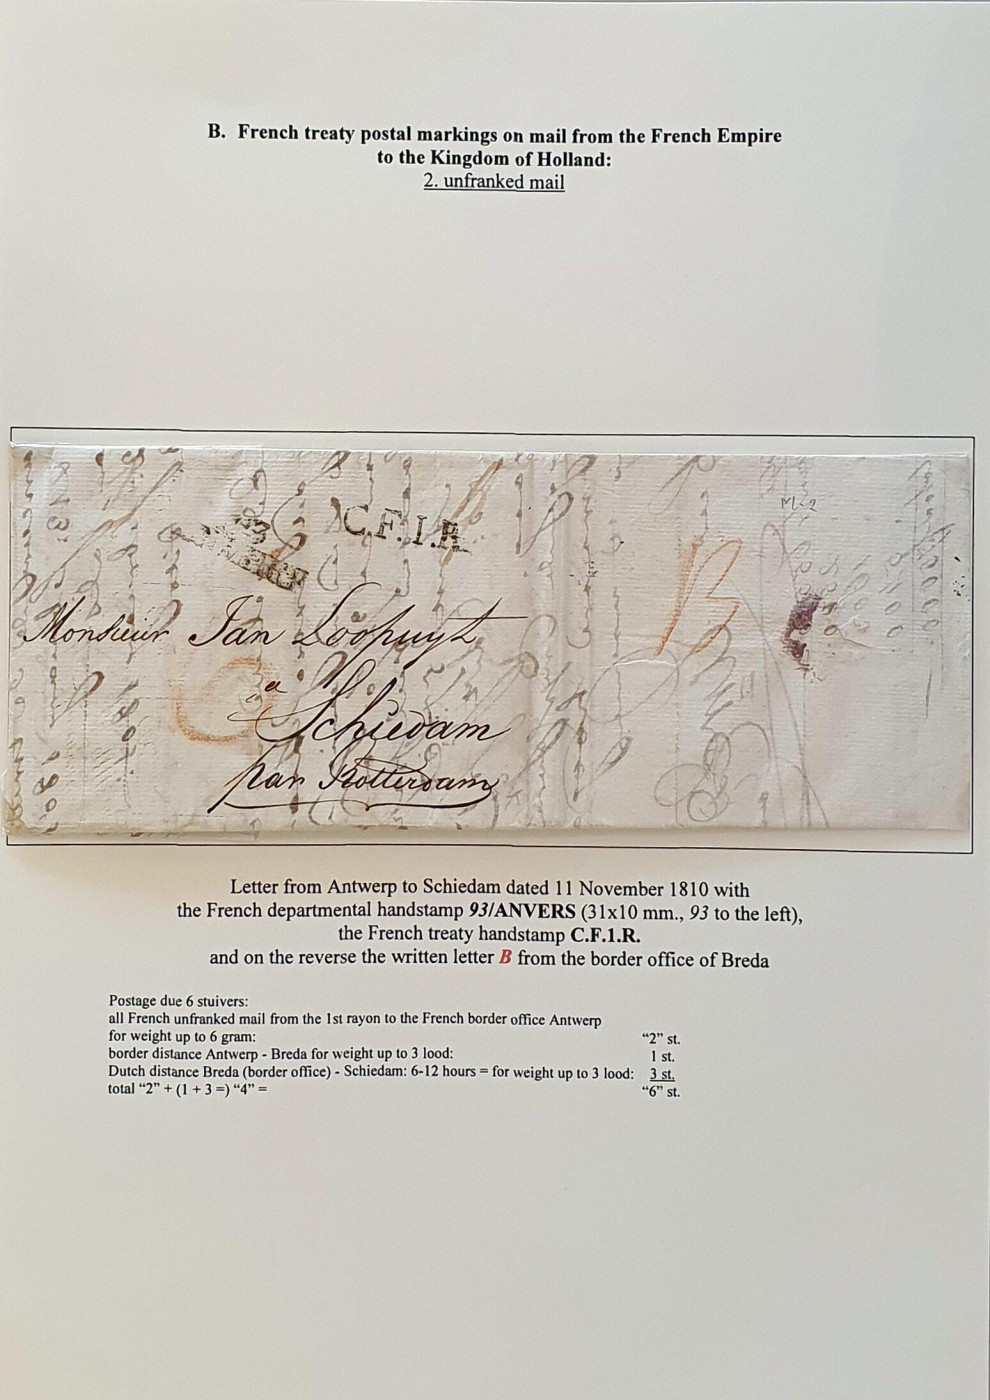 B. French treaty postal markings on mail from the French Empire
to the Kingdom of Holland:
2. unfranked mail
M-2
C.F.1.R.
93
ANVERS
B
Monsieur Jan Loopuyt
a
Schiedam
par Rotterdam
Letter from Antwerp to Schiedam dated 11 November 1810 with
the French departmental handstamp 93/ANVERS (31x10 mm., 93 to the left),
the French treaty handstamp C.F.1.R.
and on the reverse the written letter B from the border office of Breda
Postage due 6 stuivers:
all French unfranked mail from the 1st rayon to the French border office Antwerp
for weight up to 6 gram: “2” st.
border distance Antwerp - Breda for weight up to 3 lood: 1 st.
Dutch distance Breda (border office) - Schiedam: 6-12 hours = for weight up to 3 lood: 3 st.
total “2” + (1 + 3 =) “4” = “6” st.